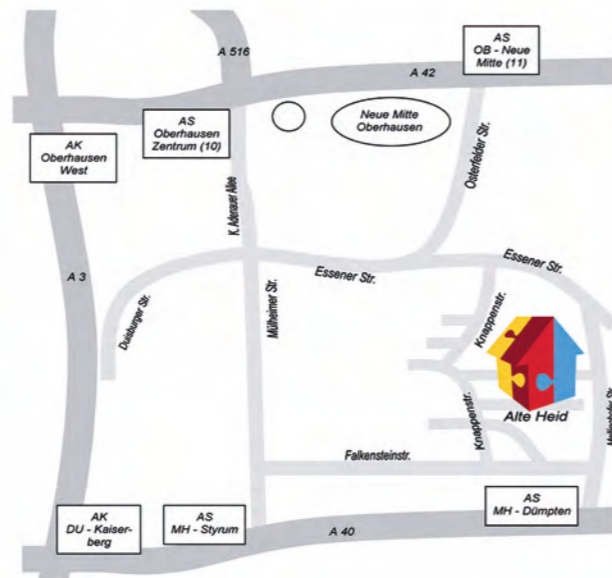 AS
OB - Neue
Mitte (11)
A 516
A 42
AS
Oberhausen
Zentrum (10)
Neue Mitte
Oberhausen
AK
Oberhausen
West
Osterfelder Str.
K. Adenauer Allee
A 3
Essener Str.
Essener Str.
Duisburger Str.
Mülheimer Str.
Knappenstr.
Alte Heid
Knappenstr.
Falkensteinstr.
AK
DU - Kaiser-
berg
AS
MH - Styrum
AS
MH - Dümpten
A 40